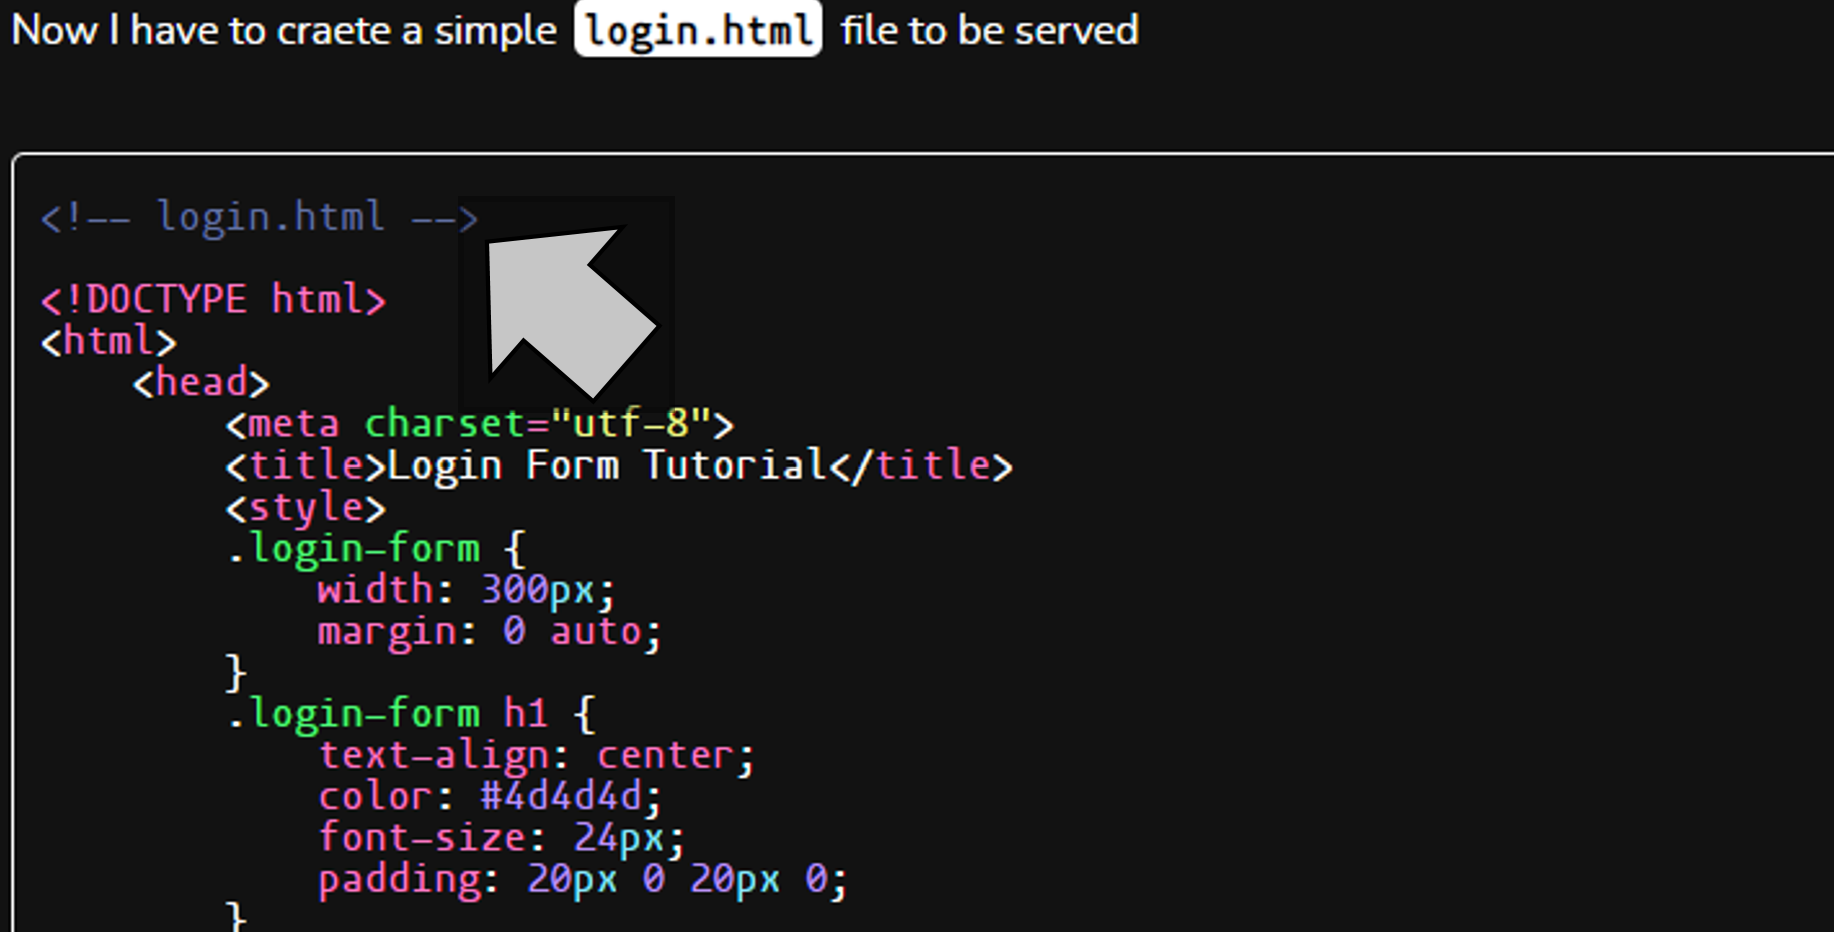 Now I have to craete a simple login.html file to be served
<!-- login.html -->
<!DOCTYPE html>
<html>
<head>
<meta charset="utf-8">
<title>Login Form Tutorial</title>
<style>
.login-form {
width: 300px;
margin: 0 auto;
}
.login-form h1 {
text-align: center;
color: #4d4d4d;
font-size: 24px;
padding: 20px 0 20px 0;
}